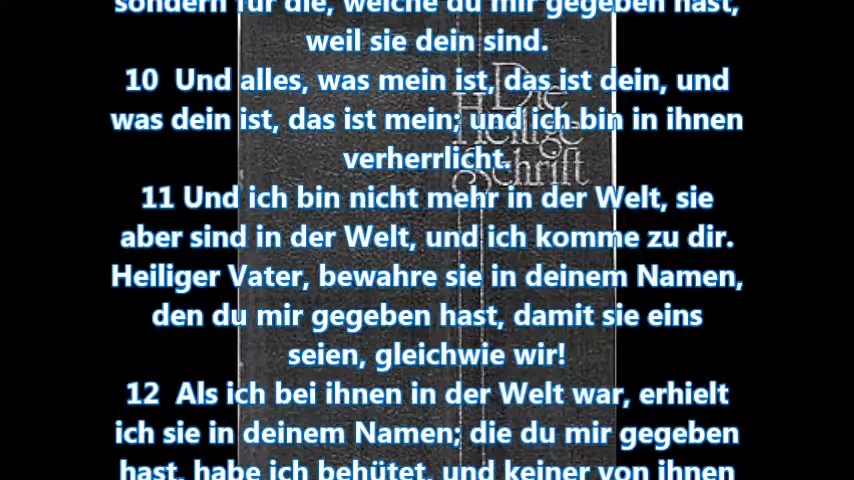 sondern für die, welche du mir gegeben hast,
weil sie dein sind.
10 Und alles, was mein ist, das ist dein, und
was dein ist, das ist mein; und ich bin in ihnen
verherrlicht.
11 Und ich bin nicht mehr in der Welt, sie
aber sind in der Welt, und ich komme zu dir.
Heiliger Vater, bewahre sie in deinem Namen,
den du mir gegeben hast, damit sie eins
seien, gleichwie wir!
12 Als ich bei ihnen in der Welt war, erhielt
ich sie in deinem Namen; die du mir gegeben
hast, habe ich behütet, und keiner von ihnen
Die
Heilige
Schrift